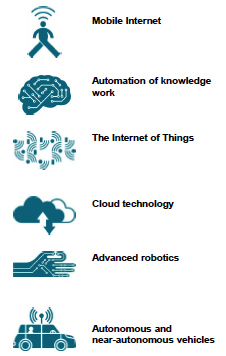 Mobile Internet
Automation of knowledge
work
The Internet of Things
Cloud technology
Advanced robotics
Autonomous and
near-autonomous vehicles